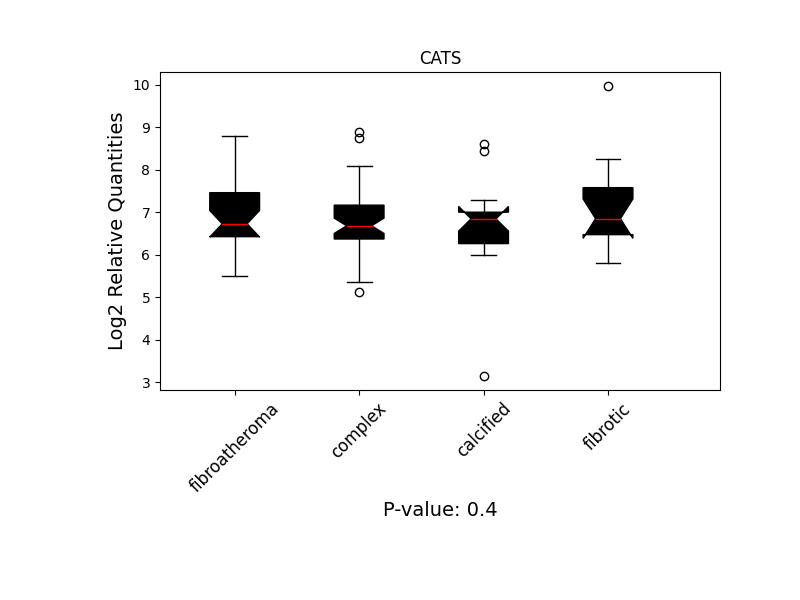 CATS
Log2 Relative Quantities
10
9
8
7
6
5
4
3
fibroatheroma
complex
calcified
fibrotic
P-value: 0.4